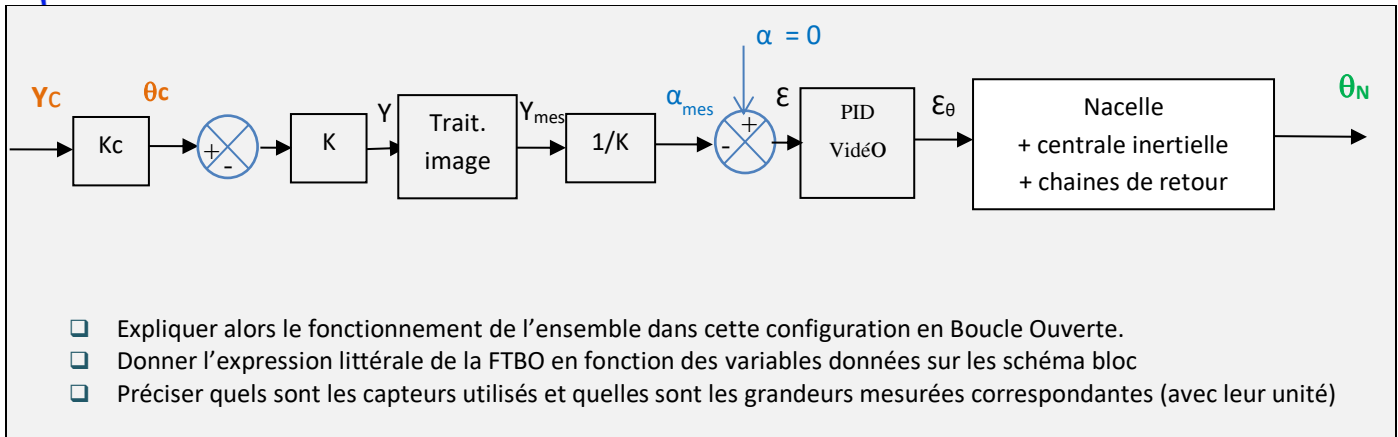 α = 0
Yc
θc
Y
Y mes
α mes
ε
εθ
θN
Kc
+
-
K
Trait.
image
1/K
+
-
PID
VidéO
Nacelle
+ centrale inertielle
+ chaines de retour
Expliquer alors le fonctionnement de l’ensemble dans cette configuration en Boucle Ouverte.
Donner l’expression littérale de la FTBO en fonction des variables données sur les schéma bloc
Préciser quels sont les capteurs utilisés et quelles sont les grandeurs mesurées correspondantes (avec leur unité)